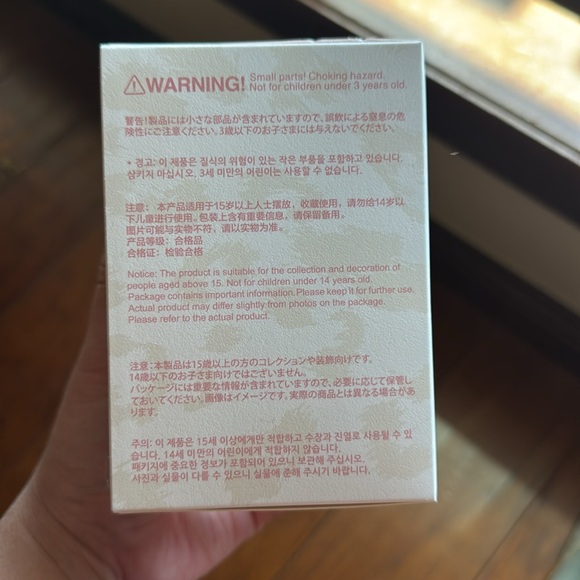 ⚠WARNING! Small parts! Choking hazard.
Not for children under 3 years old.
警告!製品には小さな部品が含まれていますので、誤飲による窒息の危
険性にご注意ください。3歳以下のお子さまには与えないでください。
* 경고: 이 제품은 질식의 위험이 있는 작은 부품을 포함하고 있습니다.
삼키지 마십시오, 3세 미만의 어린이는 사용할 수 없습니다.
注意: 本产品适用于15岁以上人士摆放,收藏使用,请勿给14岁以
下儿童进行使用。包装上含有重要信息,请保留备用。
图片可能与实物不符,请以实物为准。
产品等级:合格品
合格证:检验合格
Notice: The product is suitable for the collection and decoration of
people aged above 15. Not for children under 14 years old.
Package contains important information.Please keep it for further use.
Actual product may differ slightly from photos on the package.
Please refer to the actual product.
注意:本製品は15歳以上の方のコレクションや装飾向けです。
14歳以下のお子さま向けではございません。
パッケージには重要な情報が含まれていますので、必要に応じて保管し
ておいてください。画像はイメージです。実際の商品とは異なる場合があ
ります。
주의: 이 제품은 15세 이상에게만 적합하고 수장과 진열로 사용될 수 있
습니다. 14세 미만의 어린이에게 적합하지 않습니다.
패키지에 중요한 정보가 포함되어 있으니 보관해 주십시오.
사진과 실물이 다를 수 있으니 실물에 준해 주시기 바랍니다.